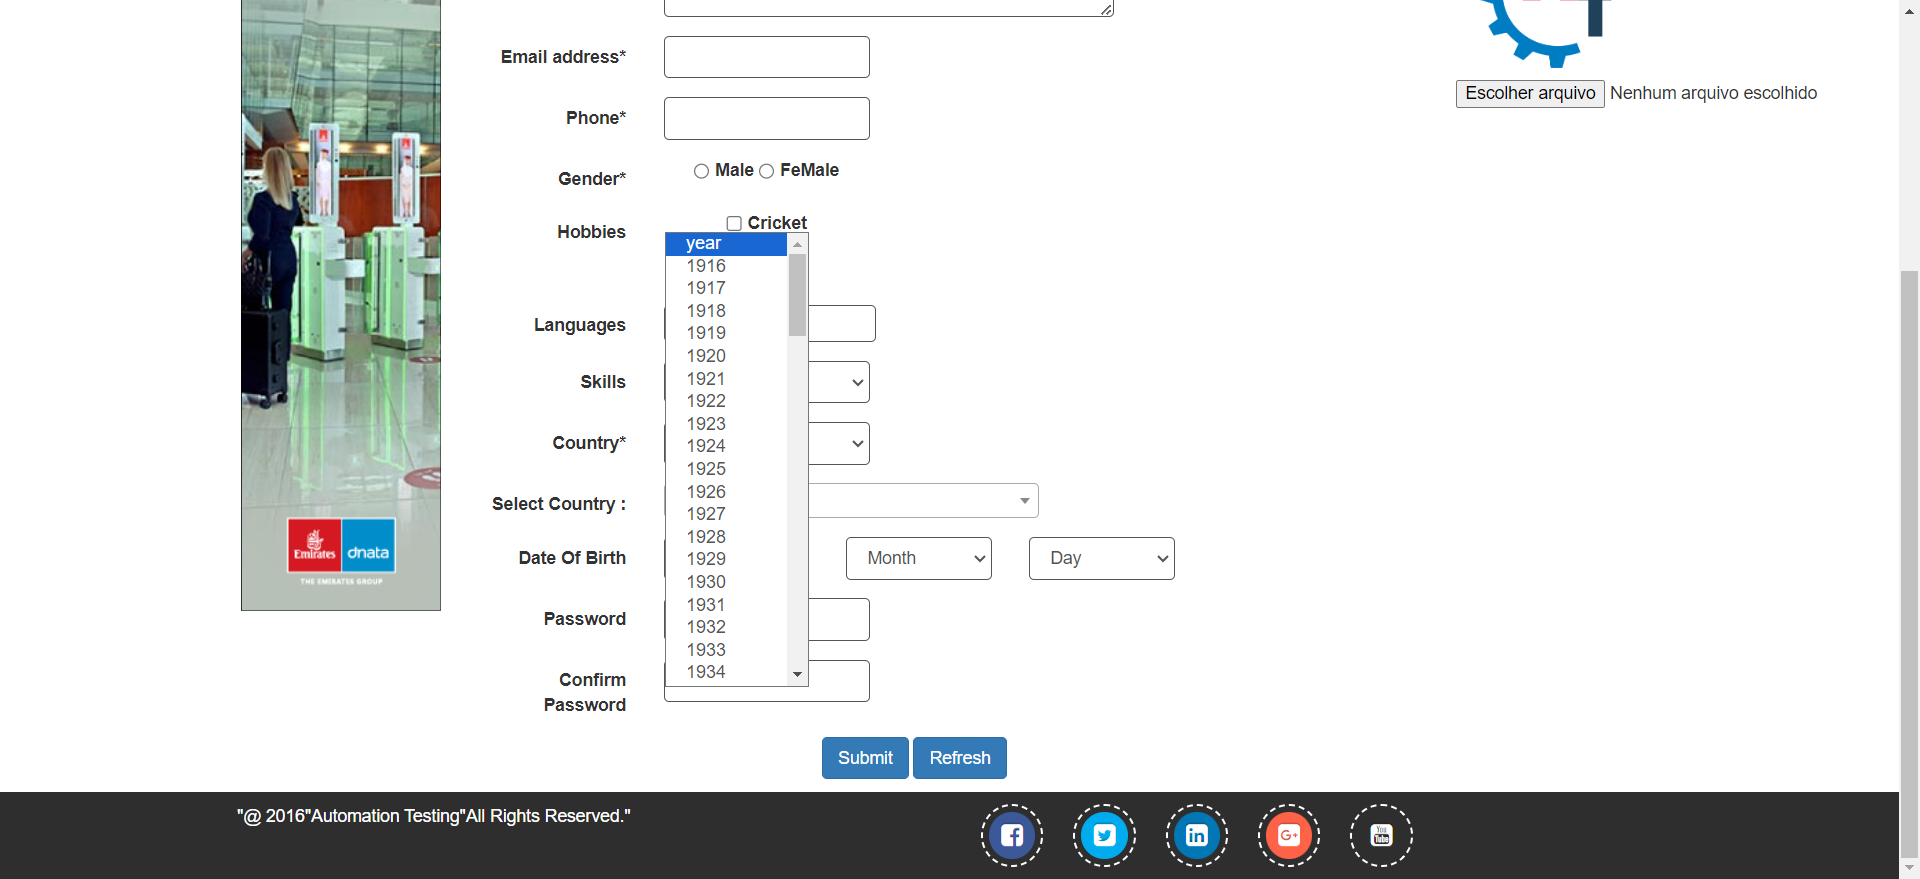 Email address*
Escolher arquivo Nenhum arquivo escolhido
Phone*
Gender*
Male FeMale
Hobbies
Cricket
year
1916
1917
1918
1919
1920
1921
1922
1923
1924
1925
1926
1927
1928
1929
1930
1931
1932
1933
1934
Languages
Skills
Country*
Select Country :
Date Of Birth
Month
Day
Password
Confirm
Password
Emirates
dnata
THE EMIRATES GROUP
Submit
Refresh
"@ 2016"Automation Testing"All Rights Reserved."
f
in
G+
You
Tube